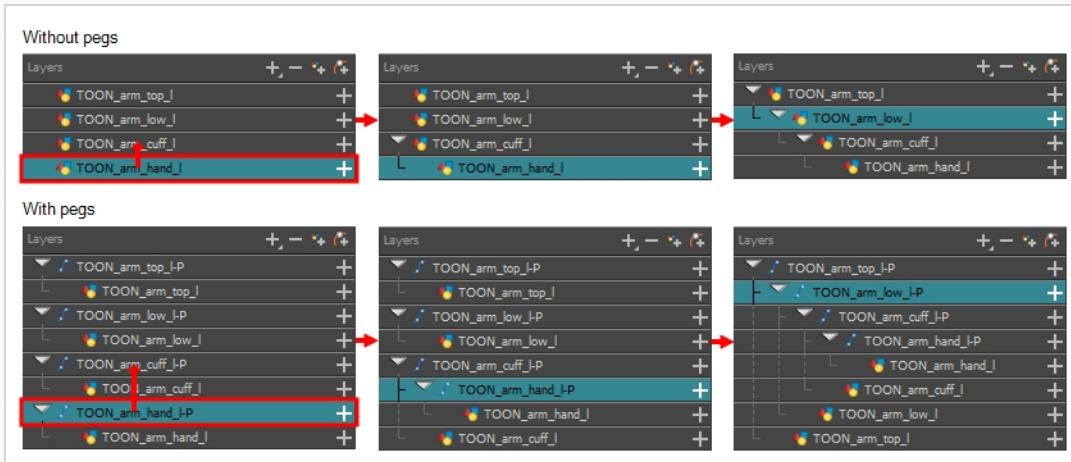 Without pegs
Layers
TOON_arm_top_l
TOON_arm_low_l
TOON_arm_cuff_l
TOON_arm_hand_l
Layers
TOON_arm_top_l
TOON_arm_low_l
TOON_arm_cuff_l
TOON_arm_hand_l
Layers
TOON_arm_top_l
TOON_arm_low_l
TOON_arm_cuff_l
TOON_arm_hand_l
With pegs
Layers
TOON_arm_top_l-P
TOON_arm_top_l
TOON_arm_low_l-P
TOON_arm_low_l
TOON_arm_cuff_l-P
TOON_arm_cuff_l
TOON_arm_hand_l-P
TOON_arm_hand_l
Layers
TOON_arm_top_l-P
TOON_arm_top_l
TOON_arm_low_l-P
TOON_arm_low_l
TOON_arm_cuff_l-P
TOON_arm_hand_l-P
TOON_arm_hand_l
TOON_arm_cuff_l
Layers
TOON_arm_top_l-P
TOON_arm_low_l-P
TOON_arm_cuff_l-P
TOON_arm_hand_l-P
TOON_arm_hand_l
TOON_arm_cuff_l
TOON_arm_low_l
TOON_arm_top_l